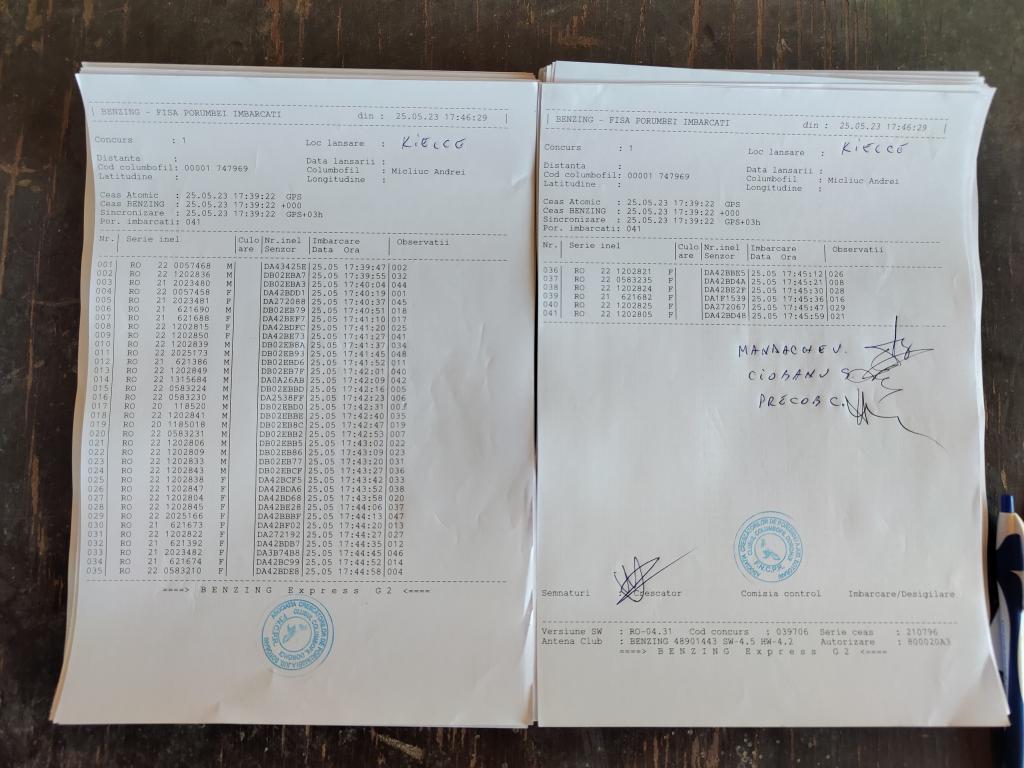 | BENZING - FISA PORUMBEI IMBARCATI din : 25.05.23 17:46:29 |
Concurs : 1 Loc lansare : KIELCE
Distanta : Data lansarii :
Cod columbofil: 00001 747969 Columbofil : Micliuc Andrei
Latitudine : Longitudine :
Ceas Atomic : 25.05.23 17:39:22 GPS
Ceas BENZING : 25.05.23 17:39:22 +000
Sincronizare : 25.05.23 17:39:22 GPS+03h
Por. imbarcati: 041
Nr. | Serie inel | Culo | Nr.inel | Imbarcare | Observatii
are | Senzor | Data Ora
001 RO 22 0057468 M |DA43425E|25.05 17:39:47|002
002 RO 22 1202836 M |DB02EBA7|25.05 17:39:55|032
003 RO 21 2023480 M |DB02EBA3|25.05 17:40:04|044
004 RO 22 0057458 F |DA42BDD1|25.05 17:40:19|001
005 RO 21 2023481 F |DA272088|25.05 17:40:37|045
006 RO 21 621690 M |DB02EB79|25.05 17:40:51|018
007 RO 21 621688 F |DA42BEF7|25.05 17:41:10|017
008 RO 22 1202815 F |DA42BDFC|25.05 17:41:20|025
009 RO 22 1202850 F |DA42BE73|25.05 17:41:27|041
010 RO 22 1202839 M |DB02EB8A|25.05 17:41:37|034
011 RO 22 2025173 M |DB02EB93|25.05 17:41:45|048
012 RO 21 621386 M |DB02EBD6|25.05 17:41:52|011
013 RO 22 1202849 M |DB02EB7F|25.05 17:42:01|040
014 RO 22 1315684 M |DA0A26AB|25.05 17:42:09|042
015 RO 22 0583224 M |DB02EBBD|25.05 17:42:16|005
016 RO 22 0583230 M |DA2538FF|25.05 17:42:23|006
017 RO 20 118520 M |DB02EBD0|25.05 17:42:31|
018 RO 22 1202841 M |DB02EBBE|25.05 17:42:40|035
019 RO 20 1185018 M |DB02EB8C|25.05 17:42:47|019
020 RO 22 0583231 M |DB02EBB2|25.05 17:42:53|007
021 RO 22 1202806 M |DB02EBB5|25.05 17:43:02|022
022 RO 22 1202809 M |DB02EB86|25.05 17:43:09|023
023 RO 22 1202833 M |DB02EB77|25.05 17:43:20|031
024 RO 22 1202843 M |DB02EBCF|25.05 17:43:27|036
025 RO 22 1202838 F |DA42BCF5|25.05 17:43:42|033
026 RO 22 1202847 F |DA42BDA6|25.05 17:43:52|038
027 RO 22 1202804 F |DA42BD68|25.05 17:43:58|020
028 RO 22 1202845 F |DA42BE28|25.05 17:44:06|037
029 RO 22 2025166 F |DA42BBBF|25.05 17:44:13|047
030 RO 21 621673 F |DA42BF02|25.05 17:44:20|013
031 RO 22 1202822 F |DA272192|25.05 17:44:27|027
032 RO 21 621392 F |DA42BDB7|25.05 17:44:35|012
033 RO 21 2023482 F |DA3B74B8|25.05 17:44:45|046
034 RO 21 621674 F |DA42BC99|25.05 17:44:52|014
035 RO 22 0583210 F |DA42BDE8|25.05 17:44:58|004
====> BENZING Express G2 <====
| BENZING - FISA PORUMBEI IMBARCATI din : 25.05.23 17:46:29 |
Concurs : 1 Loc lansare : KIELCE
Distanta : Data lansarii :
Cod columbofil: 00001 747969 Columbofil : Micliuc Andrei
Latitudine : Longitudine :
Ceas Atomic : 25.05.23 17:39:22 GPS
Ceas BENZING : 25.05.23 17:39:22 +000
Sincronizare : 25.05.23 17:39:22 GPS+03h
Por. imbarcati: 041
Nr. | Serie inel | Culo | Nr.inel | Imbarcare | Observatii
are | Senzor | Data Ora
036 RO 22 1202821 F |DA42BBE5|25.05 17:45:12|026
037 RO 22 0583235 F |DA42BD4A|25.05 17:45:21|008
038 RO 22 1202824 F |DA42BE2F|25.05 17:45:30|028
039 RO 21 621682 F |DA1F1539|25.05 17:45:36|016
040 RO 22 1202825 F |DA272067|25.05 17:45:47|029
041 RO 22 1202805 F |DA42BD4B|25.05 17:45:59|021
MANDACHE V.
CIOBANU
PRECOB C.
F.N.C.P.R.
Semnaturi : Crescator Comisia control Imbarcare/Desigilare
Versiune SW : RO-04.31 Cod concurs : 039706 Serie ceas : 210796
Antena Club : BENZING 48901443 SW-4.5 HW-4.2 Autorizare : 800020A3
====> BENZING Express G2 <====